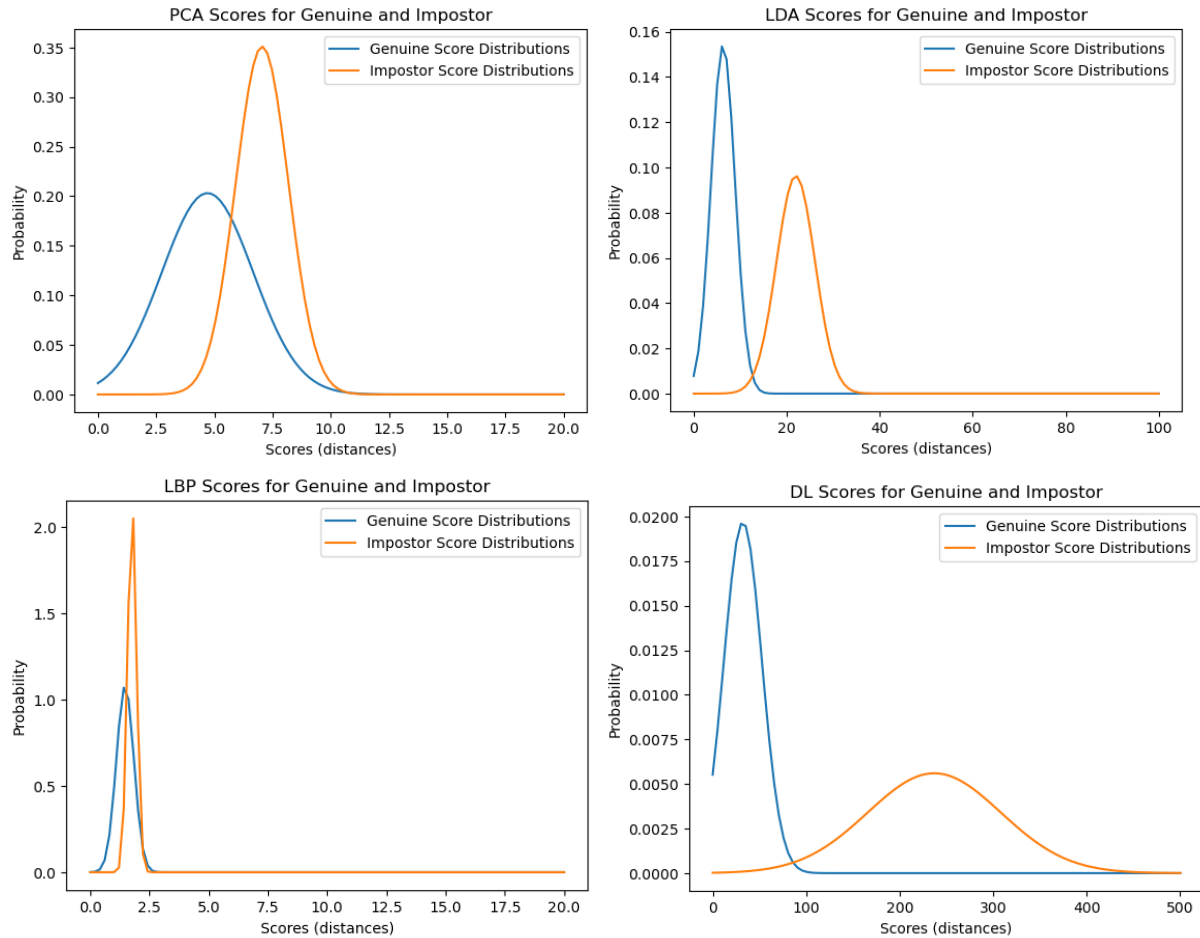 PCA Scores for Genuine and Impostor
0.35
0.30
0.25
0.20
0.15
0.10
0.05
0.00
Probability
Genuine Score Distributions
Impostor Score Distributions
0.0 2.5 5.0 7.5 10.0 12.5 15.0 17.5 20.0
Scores (distances)
LDA Scores for Genuine and Impostor
0.16
0.14
0.12
0.10
0.08
0.06
0.04
0.02
0.00
Probability
Genuine Score Distributions
Impostor Score Distributions
0 20 40 60 80 100
Scores (distances)
LBP Scores for Genuine and Impostor
2.0
1.5
1.0
0.5
0.0
Probability
Genuine Score Distributions
Impostor Score Distributions
0.0 2.5 5.0 7.5 10.0 12.5 15.0 17.5 20.0
Scores (distances)
DL Scores for Genuine and Impostor
0.0200
0.0175
0.0150
0.0125
0.0100
0.0075
0.0050
0.0025
0.0000
Probability
Genuine Score Distributions
Impostor Score Distributions
0 100 200 300 400 500
Scores (distances)